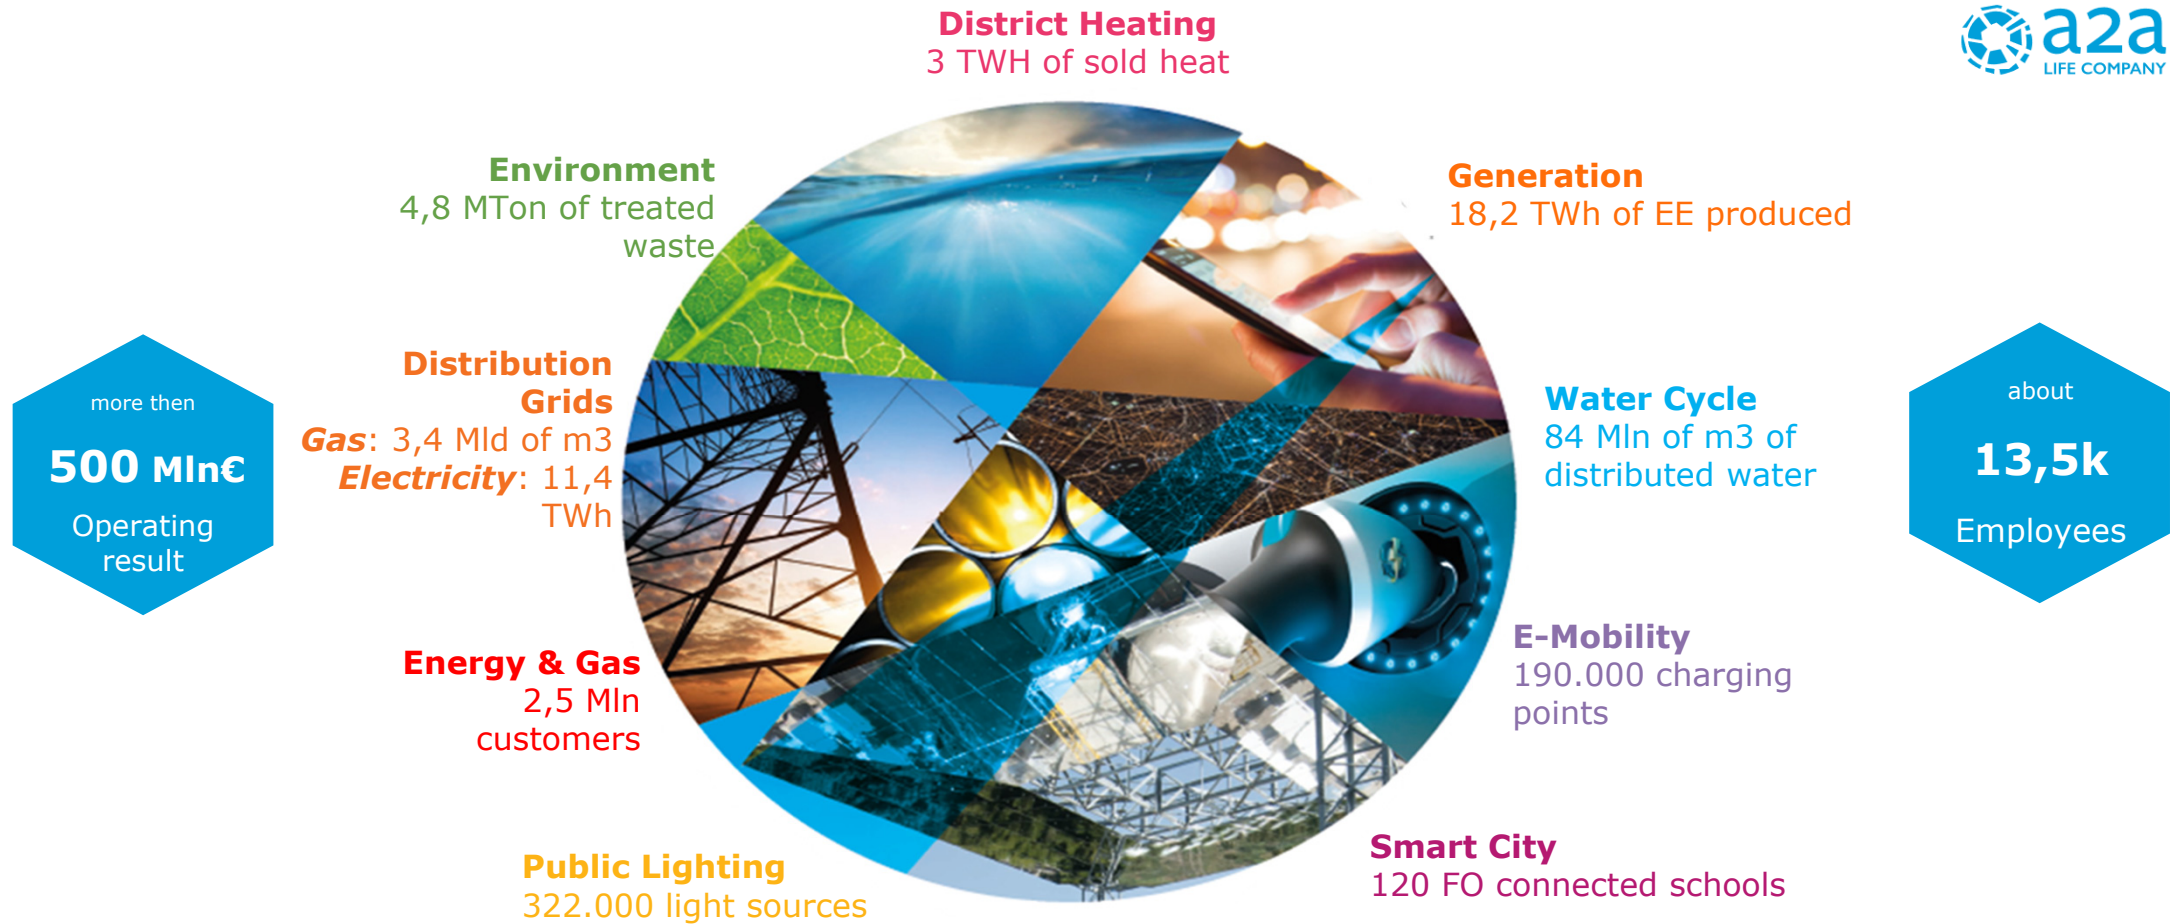 District Heating
3 TWH of sold heat
a2a
LIFE COMPANY
Environment
4,8 MTon of treated
waste
Generation
18,2 TWh of EE produced
Distribution
Grids
Gas: 3,4 Mld of m3
Electricity: 11,4
TWh
more then
500 Mln€
Operating
result
Water Cycle
84 Mln of m3 of
distributed water
about
13,5k
Employees
Energy & Gas
2,5 Mln
customers
E-Mobility
190.000 charging
points
Public Lighting
322.000 light sources
Smart City
120 FO connected schools